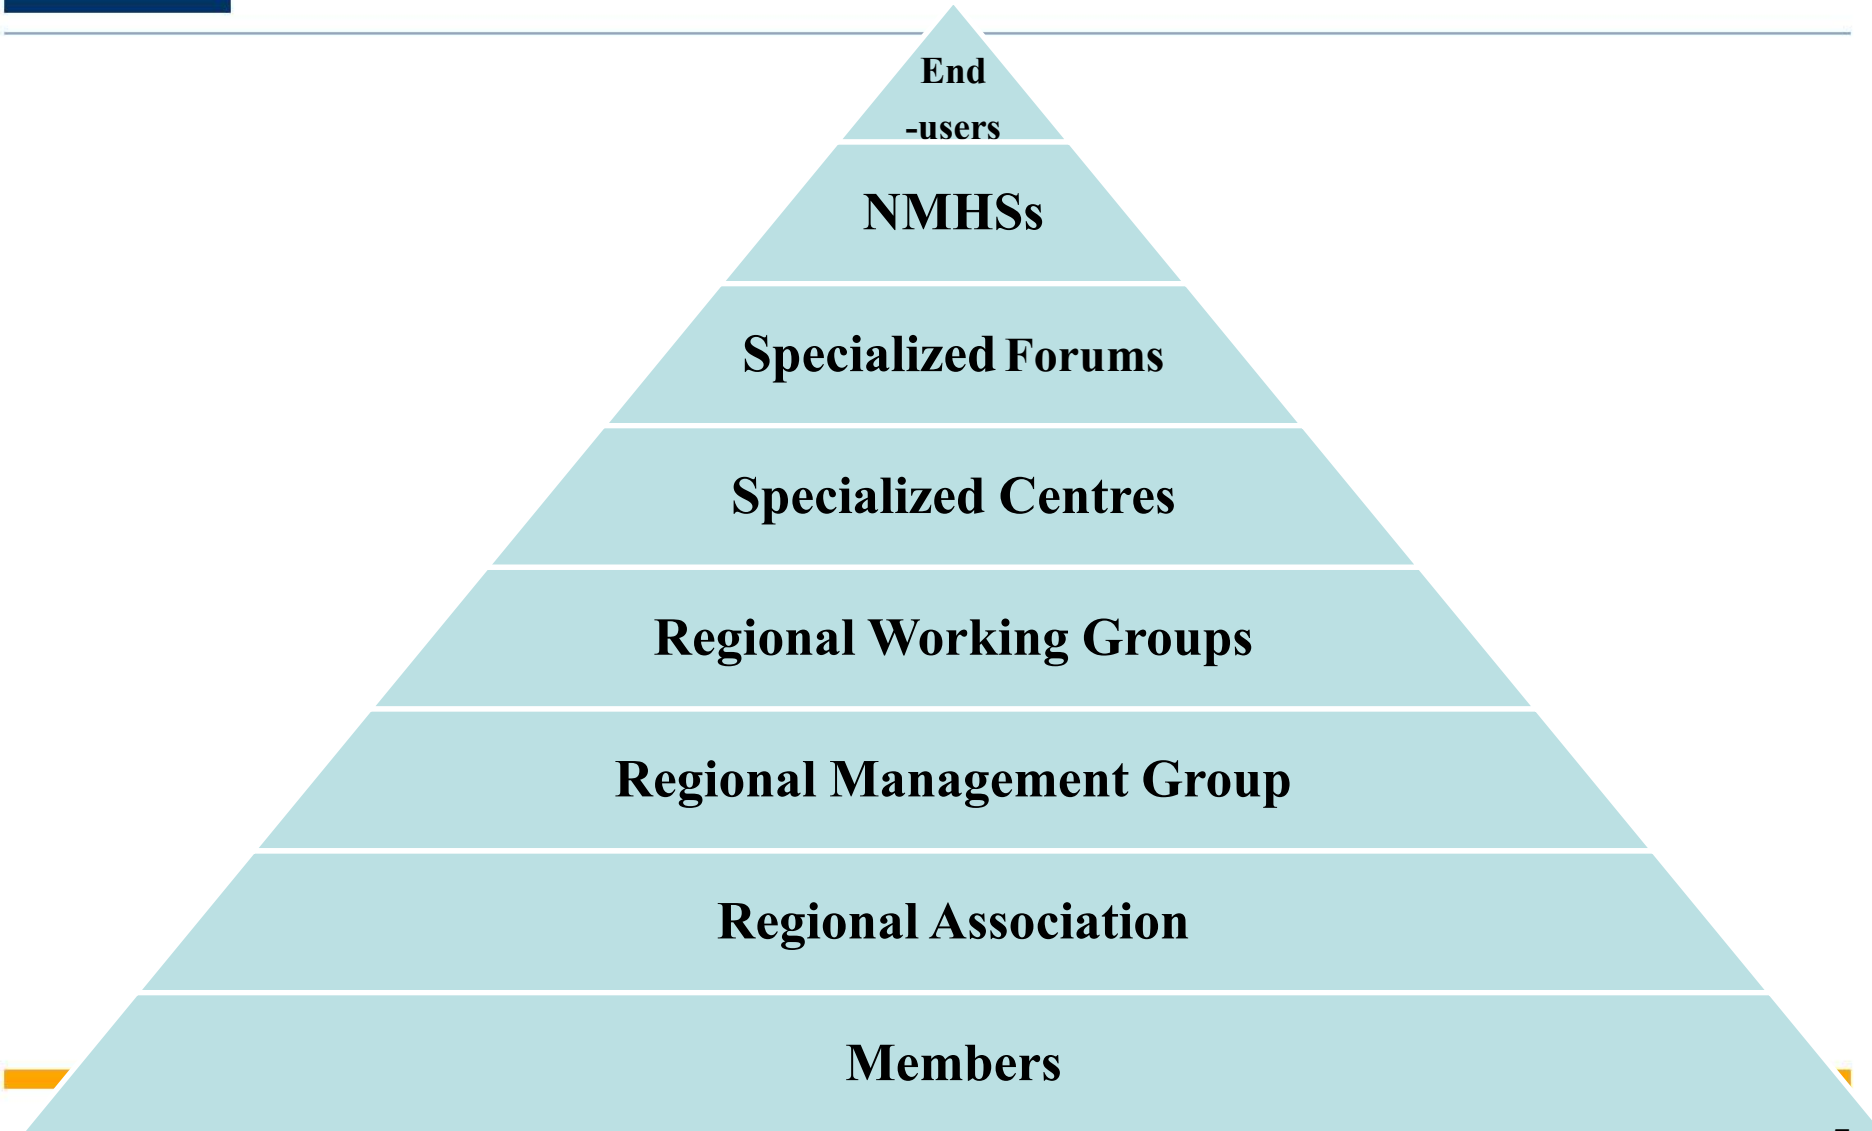 End
-users
NMHSs
Specialized Forums
Specialized Centres
Regional Working Groups
Regional Management Group
Regional Association
Members